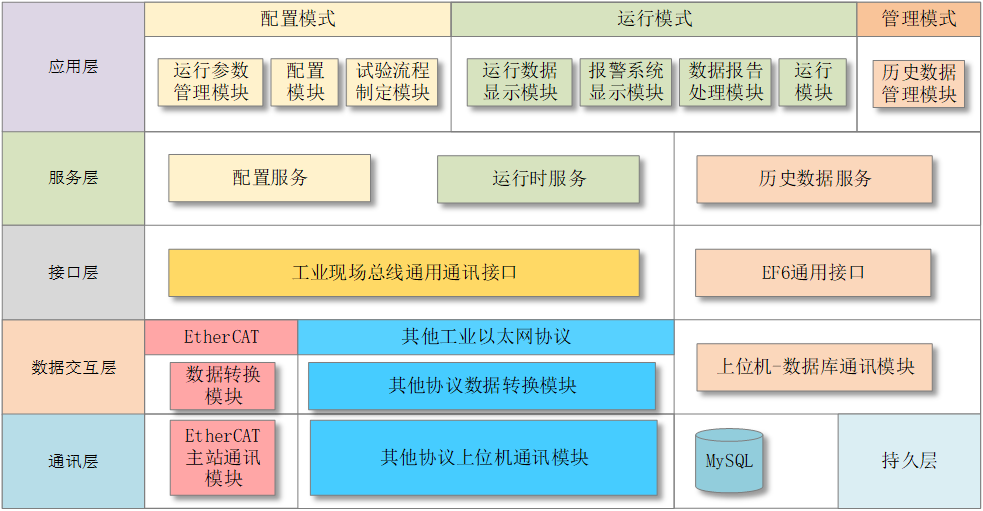 配置模式
运行模式
管理模式
应用层
运行参数
管理模块
配置
模块
试验流程
制定模块
运行数据
显示模块
报警系统
显示模块
数据报告
处理模块
运行
模块
历史数据
管理模块
服务层
配置服务
运行时服务
历史数据服务
接口层
工业现场总线通用通讯接口
EF6通用接口
数据交互层
EtherCAT
其他工业以太网协议
数据转换
模块
其他协议数据转换模块
上位机-数据库通讯模块
通讯层
EtherCAT
主站通讯
模块
其他协议上位机通讯模块
MySQL
持久层